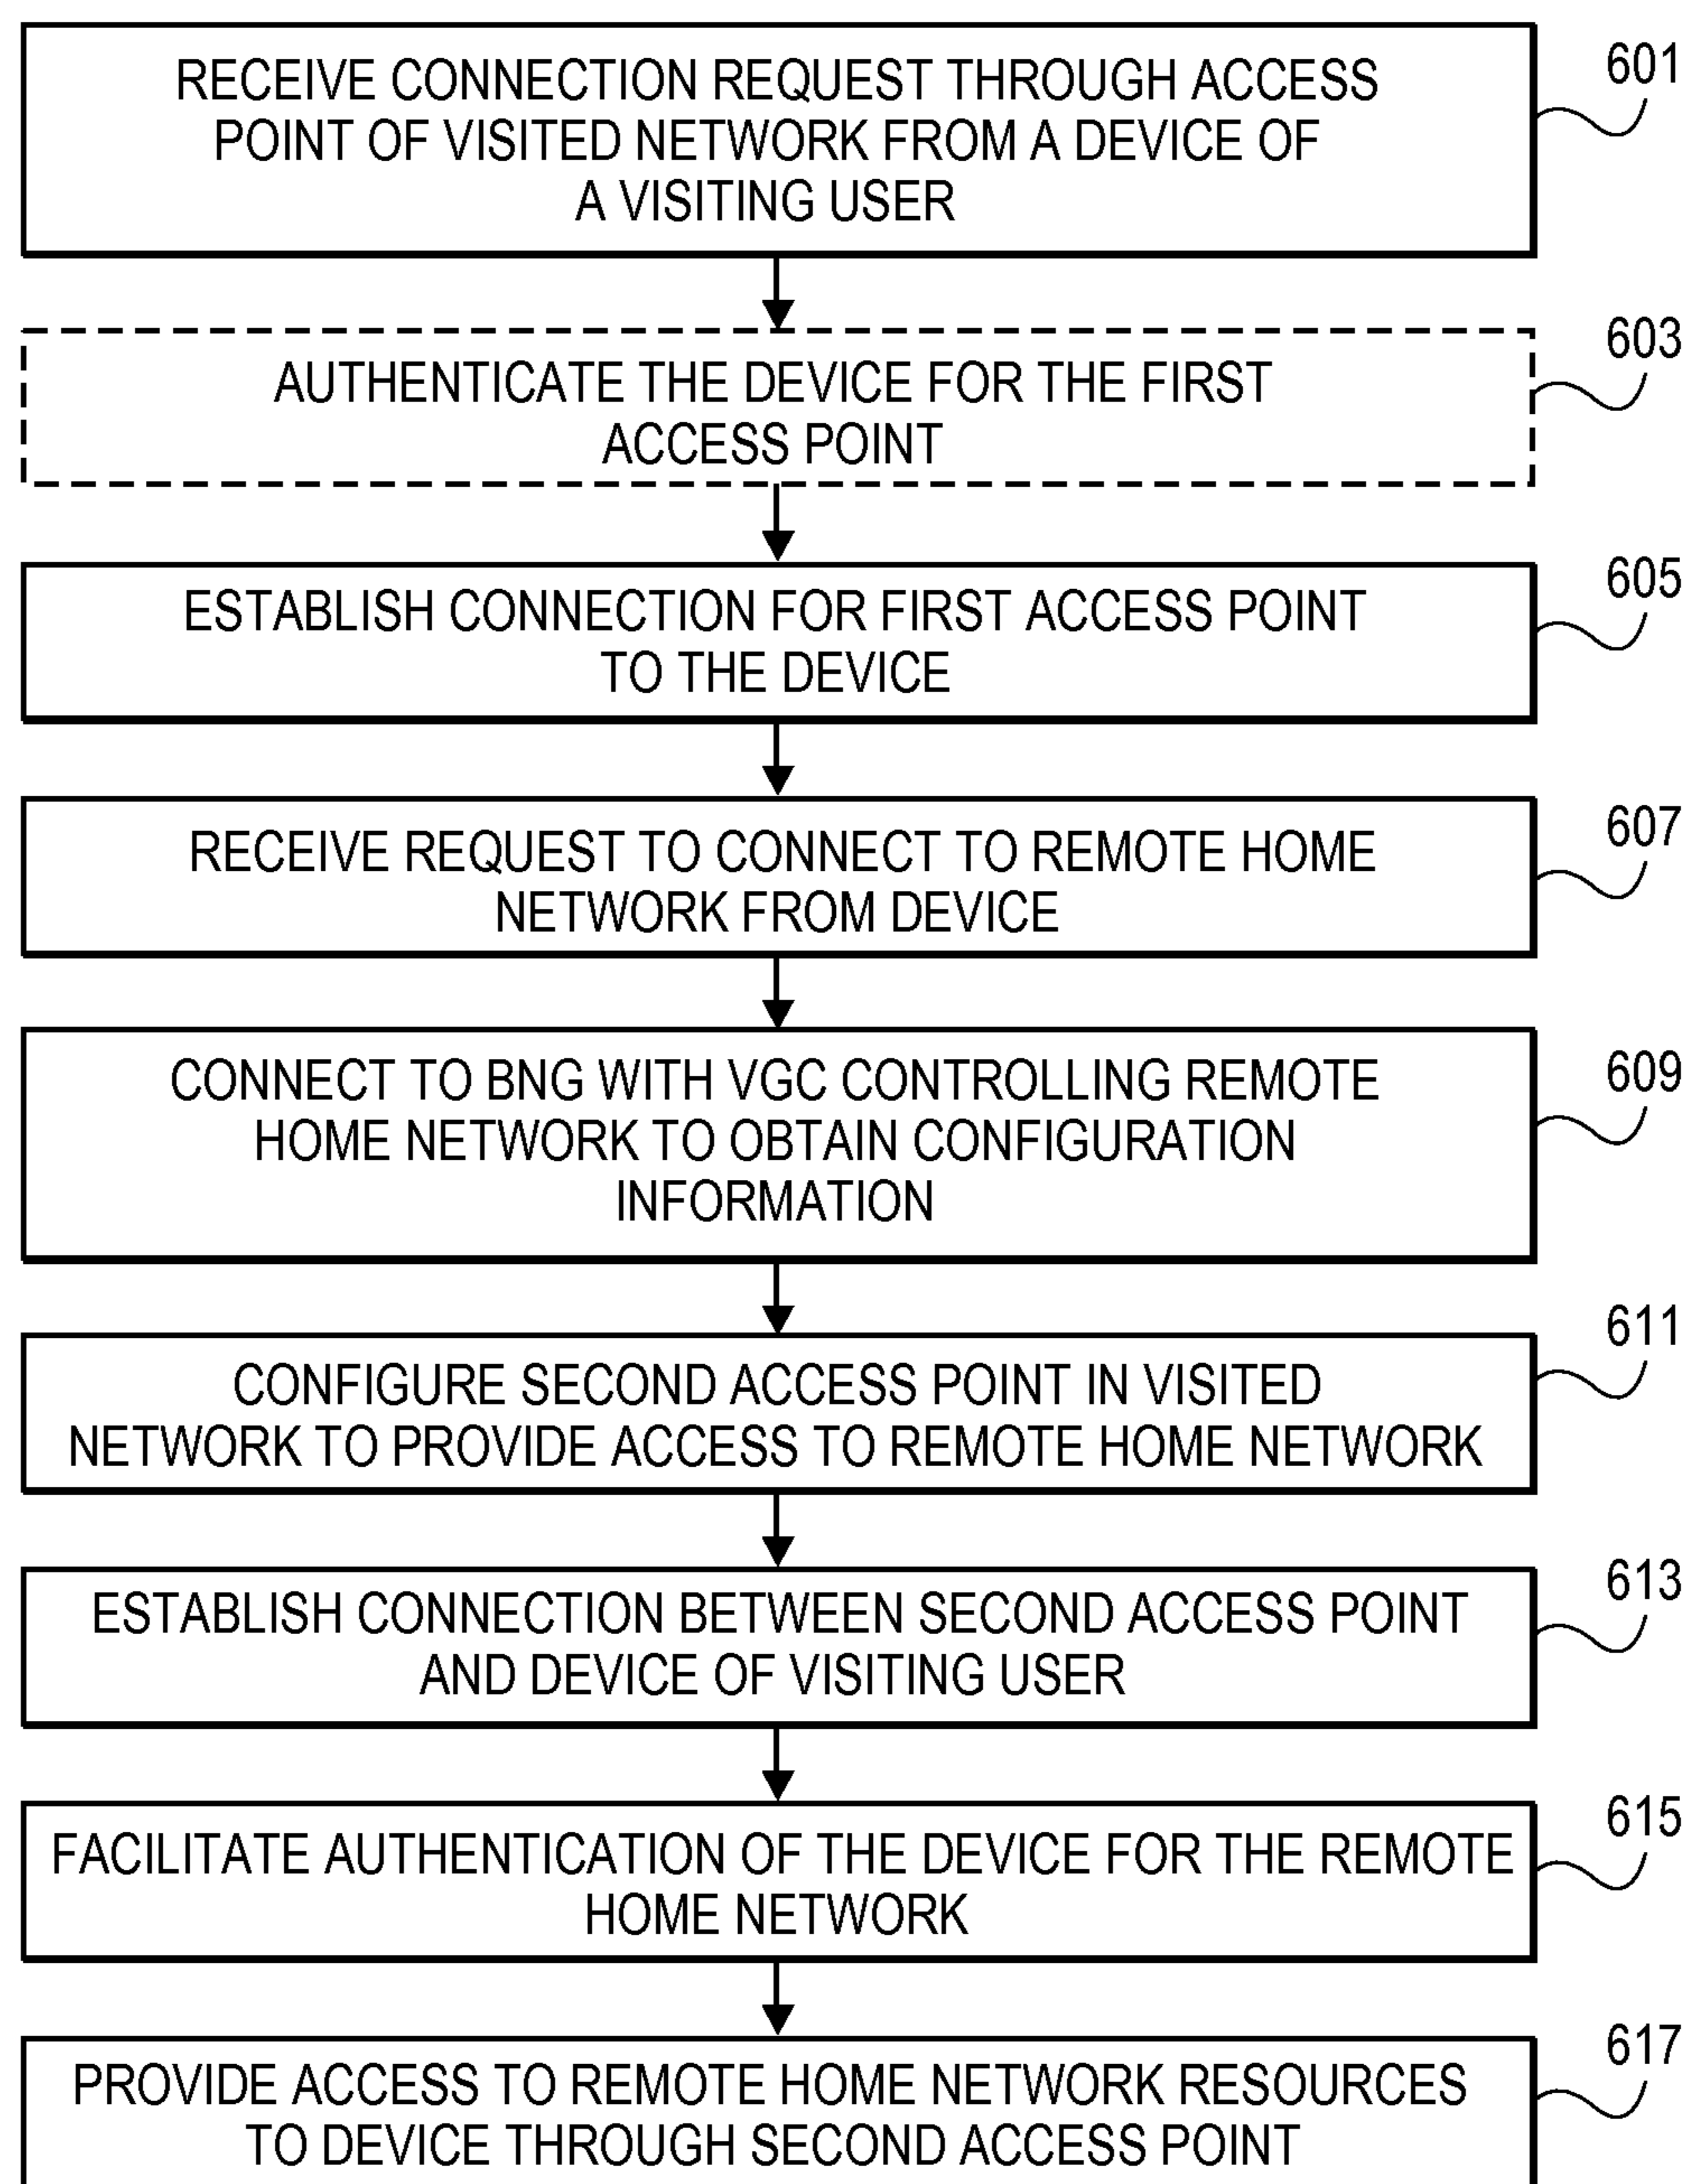 RECEIVE CONNECTION REQUEST THROUGH ACCESS
POINT OF VISITED NETWORK FROM A DEVICE OF
A VISITING USER
601
AUTHENTICATE THE DEVICE FOR THE FIRST
ACCESS POINT
603
ESTABLISH CONNECTION FOR FIRST ACCESS POINT
TO THE DEVICE
605
RECEIVE REQUEST TO CONNECT TO REMOTE HOME
NETWORK FROM DEVICE
607
CONNECT TO BNG WITH VGC CONTROLLING REMOTE
HOME NETWORK TO OBTAIN CONFIGURATION
INFORMATION
609
CONFIGURE SECOND ACCESS POINT IN VISITED
NETWORK TO PROVIDE ACCESS TO REMOTE HOME NETWORK
611
ESTABLISH CONNECTION BETWEEN SECOND ACCESS POINT
AND DEVICE OF VISITING USER
613
FACILITATE AUTHENTICATION OF THE DEVICE FOR THE REMOTE
HOME NETWORK
615
PROVIDE ACCESS TO REMOTE HOME NETWORK RESOURCES
TO DEVICE THROUGH SECOND ACCESS POINT
617